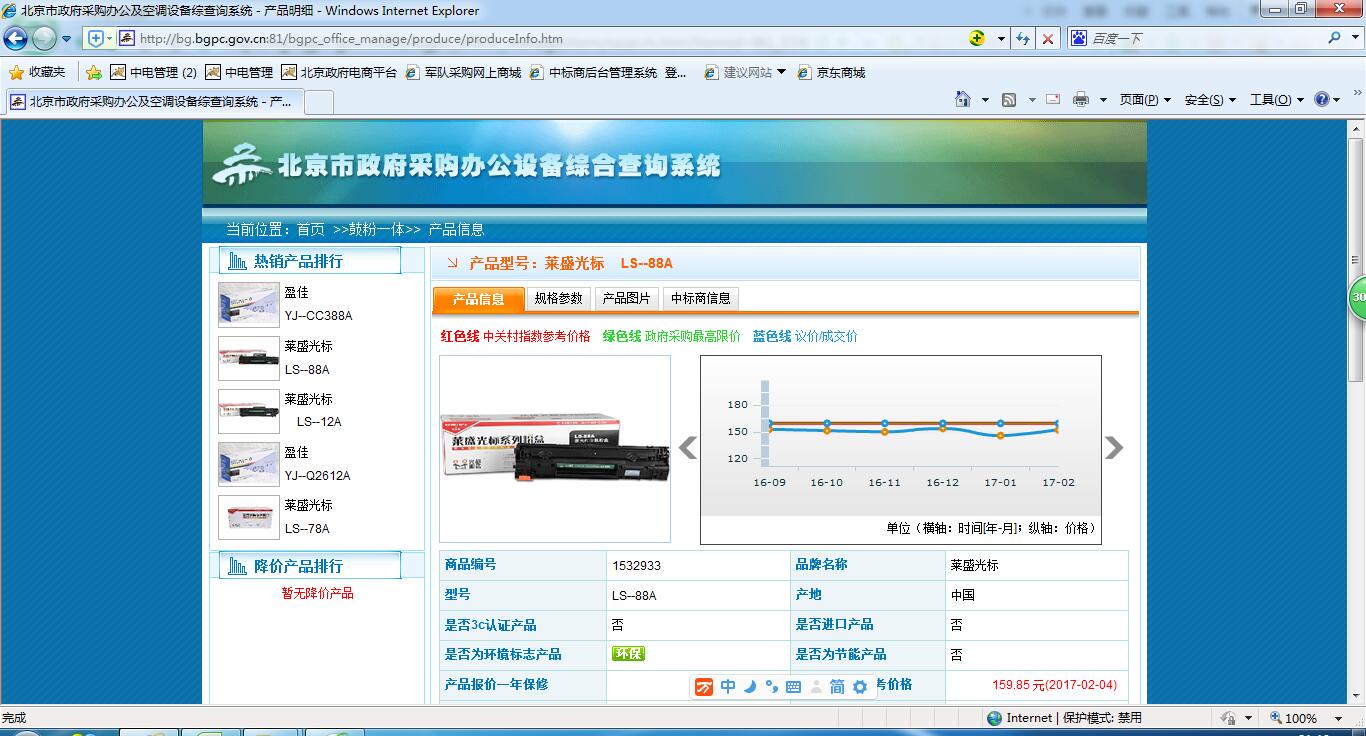 北京市政府采购办公及空调设备综查询系统 - 产品明细 - Windows Internet Explorer
http://bg.bgpc.gov.cn:81/bgpc_office_manage/produce/produceInfo.htm
百度一下
收藏夹
中电管理 (2)
中电管理
北京政府电商平台
军队采购网上商城
中标商后台管理系统 登...
建议网站
京东商城
北京市政府采购办公及空调设备综查询系统 - 产...
页面(P)
安全(S)
工具(O)
北京市政府采购办公设备综合查询系统
当前位置：首页 >>鼓粉一体>> 产品信息
热销产品排行
盈佳
YJ--CC388A
莱盛光标
LS--88A
莱盛光标
LS--12A
盈佳
YJ--Q2612A
莱盛光标
LS--78A
降价产品排行
暂无降价产品
产品型号：莱盛光标 LS--88A
产品信息
规格参数
产品图片
中标商信息
红色线 中关村指数参考价格 绿色线 政府采购最高限价 蓝色线 议价/成交价
莱盛光标系列粉盒
LS-88A
180
150
120
16-09 16-10 16-11 16-12 17-01 17-02
单位（横轴：时间[年-月]；纵轴：价格）
商品编号 1532933 品牌名称 莱盛光标
型号 LS--88A 产地 中国
是否3c认证产品 否 是否进口产品 否
是否为环境标志产品 环保 是否为节能产品 否
产品报价一年保修 考价格 159.85 元(2017-02-04)
中 简
30
完成
Internet | 保护模式: 禁用
100%